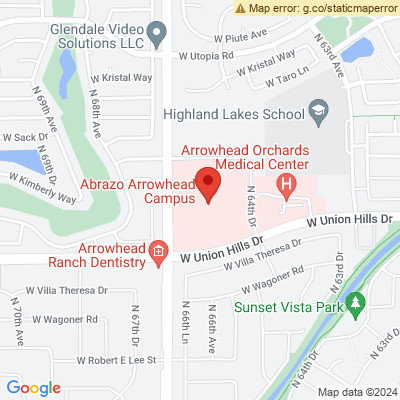 Map error: g.co/staticmaperror
Glendale Video
Solutions LLC
W Piute Ave
W Utopia Rd
N 63rd Ave
W Kristal Way
W Kristal Way
W Taro Ln
N 69th Ave
N 68th Ave
Highland Lakes School
W Sack Dr
N 69th Dr
Arrowhead Orchards
Medical Center
W Kimberly Way
Abrazo Arrowhead
Campus
H
N 64th Dr
W Union Hills Dr
Arrowhead
Ranch Dentistry
W Union Hills Dr
W Villa Theresa Dr
W Villa Theresa Dr
W Wagoner Rd
N 63rd Dr
N 70th Ave
W Wagoner Rd
N 67th Dr
N 66th Ln
N 66th Ave
Sunset Vista Park
N 63rd Dr
W Robert E Lee St
N 64th Dr
Google
Map data ©2024